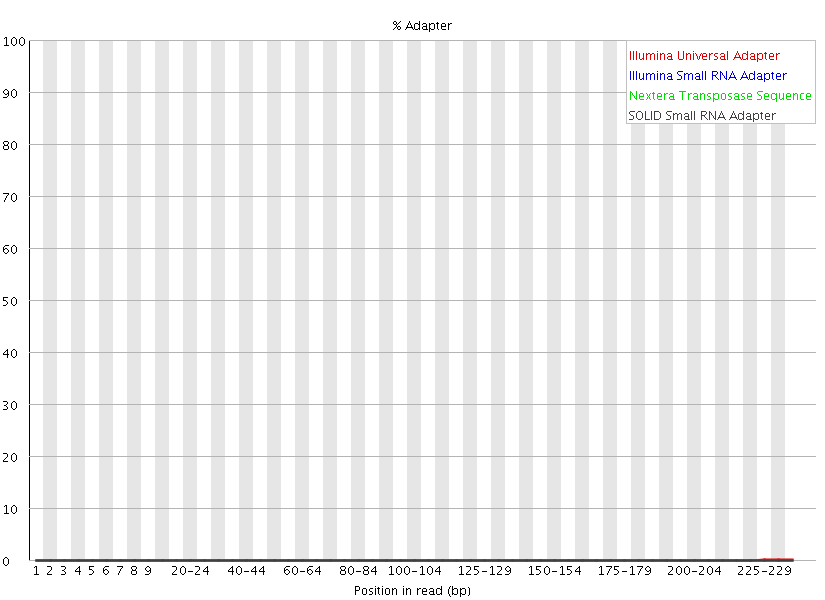 % Adapter
100
Illumina Universal Adapter
Illumina Small RNA Adapter
90
Nextera Transposase Sequence
SOLID Small RNA Adapter
80
70
60
50
40
30
20
10
0
1 2 3 4 5 6 7 8 9 20-24 40-44 60-64 80-84 100-104 125-129 150-154 175-179 200-204 225-229
Position in read (bp)